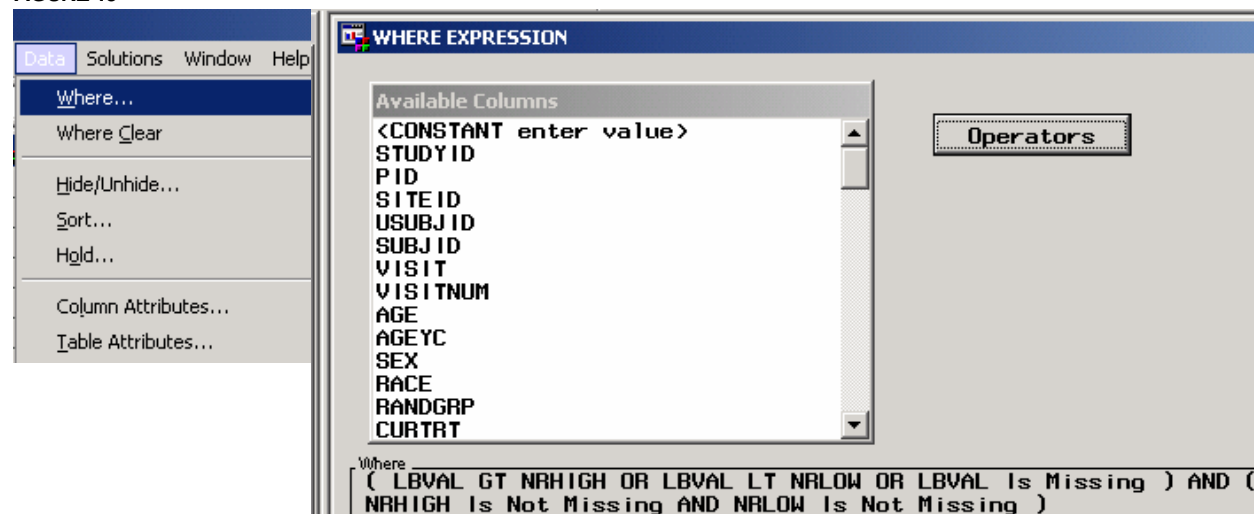 Data Solutions Window Help
Where...
Where Clear
Hide/Unhide...
Sort...
Hold...
Column Attributes...
Table Attributes...
WHERE EXPRESSION
Available Columns
<CONSTANT enter value>
STUDYID
PID
SITEID
USUBJID
SUBJID
VISIT
VISITNUM
AGE
AGEYC
SEX
RACE
RANDGRP
CURTRT
Operators
Where
( LBVAL GT NRHIGH OR LBVAL LT NRLOW OR LBVAL Is Missing ) AND (
NRHIGH Is Not Missing AND NRLOW Is Not Missing )